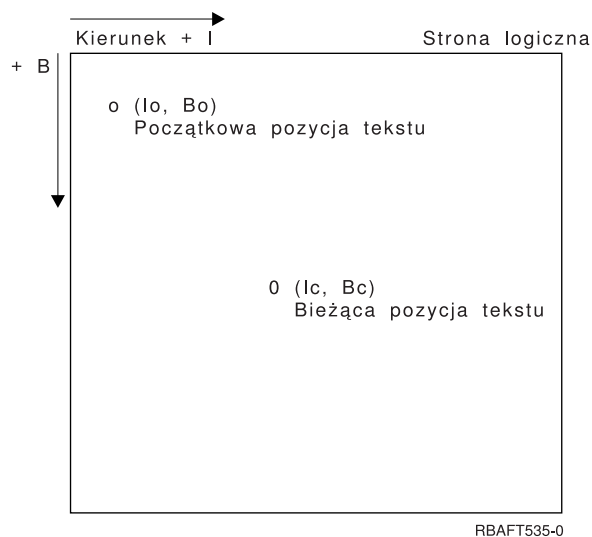 Kierunek + I
Strona logiczna
+ B
o (Io, Bo)
Początkowa pozycja tekstu
0 (Ic, Bc)
Bieżąca pozycja tekstu
RBAFT535-0